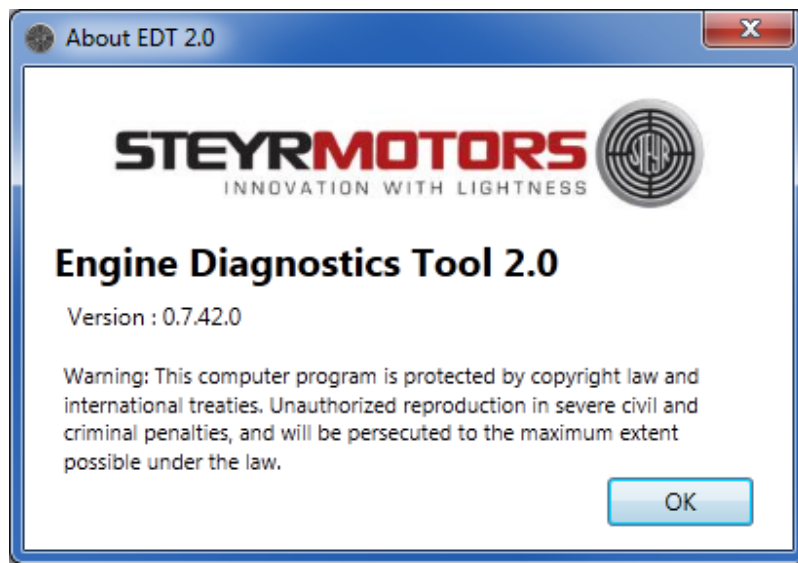 About EDT 2.0
STEYRMOTORS
INNOVATION WITH LIGHTNESS
STEYR
Engine Diagnostics Tool 2.0
Version : 0.7.42.0
Warning: This computer program is protected by copyright law and
international treaties. Unauthorized reproduction in severe civil and
criminal penalties, and will be persecuted to the maximum extent
possible under the law.
OK